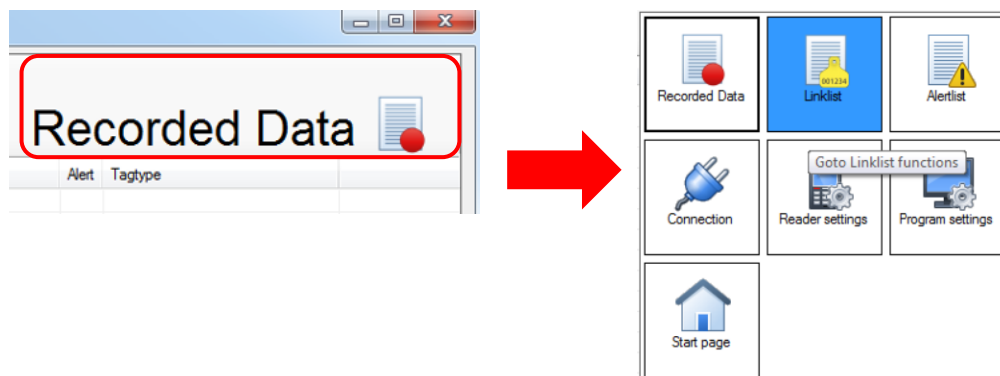 Recorded Data
Alert Tagtype
Recorded Data
001234
Linklist
Alertlist
Goto Linklist functions
Connection
Reader settings
Program settings
Start page